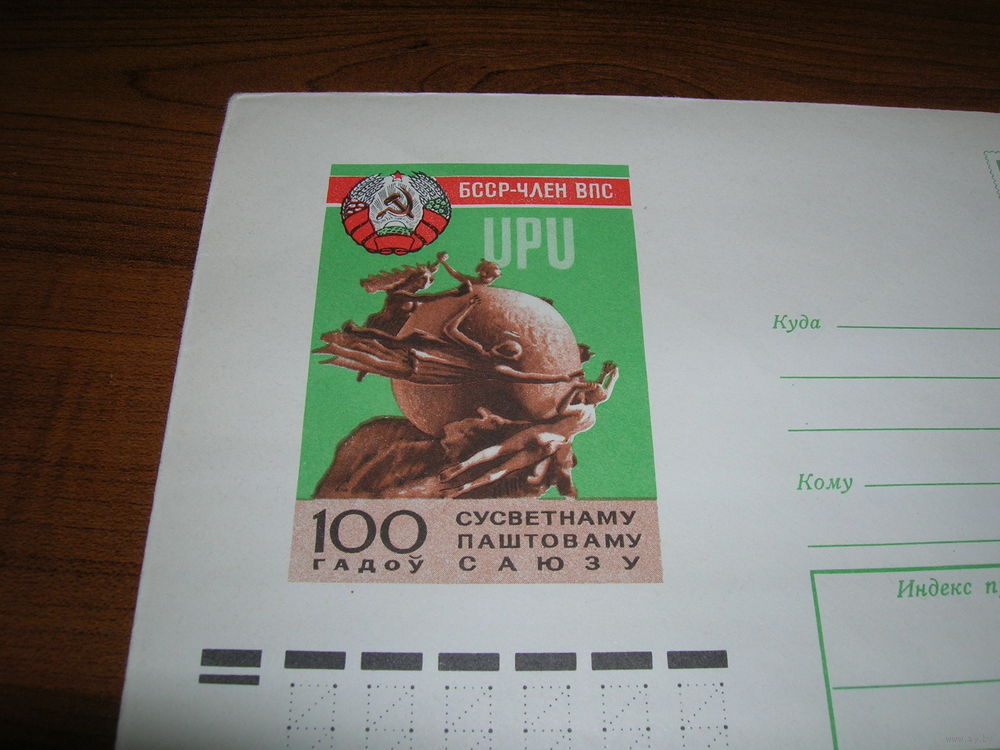 БССР-ЧЛЕН ВПС
UPU
100 ГАДОЎ
СУСВЕТНАМУ
ПАШТОВАМУ
САЮЗУ
Куда
Кому
Индекс